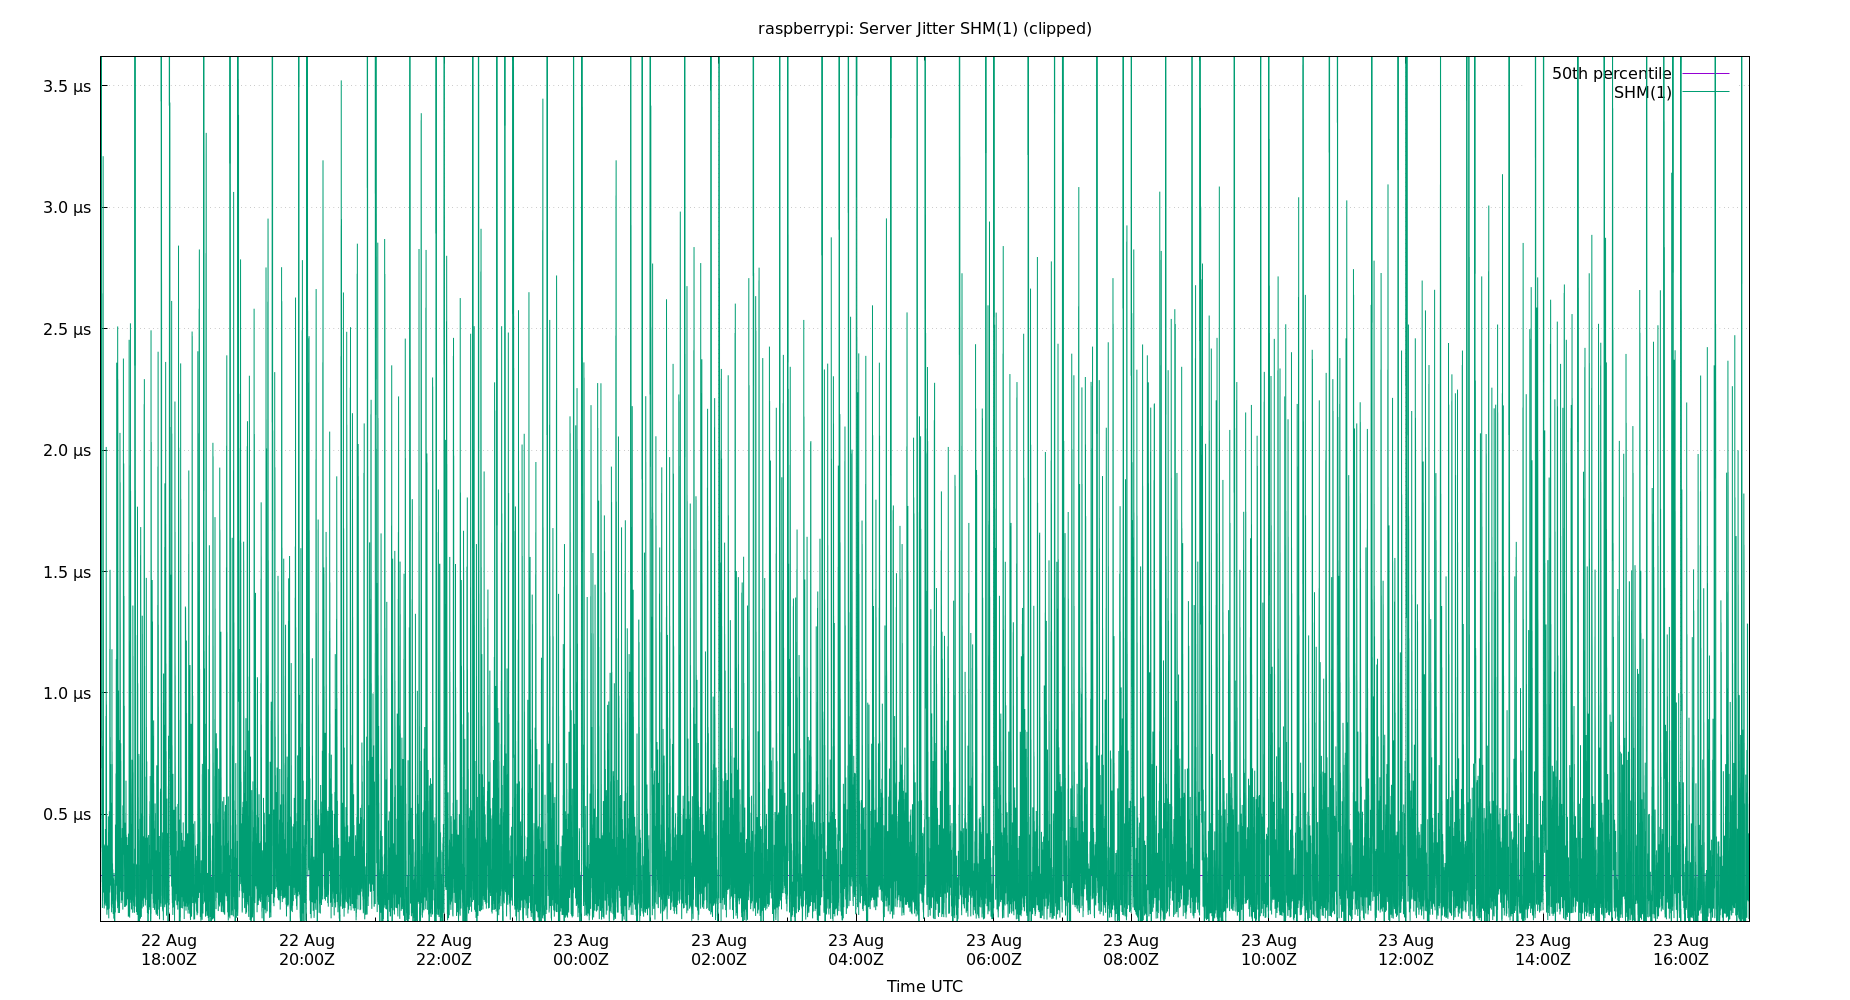 raspberrypi: Server Jitter SHM(1) (clipped)
50th percentile
SHM(1)
3.5 µs
3.0 µs
2.5 µs
2.0 µs
1.5 µs
1.0 µs
0.5 µs
22 Aug 22 Aug 22 Aug 23 Aug 23 Aug 23 Aug 23 Aug 23 Aug 23 Aug 23 Aug 23 Aug 23 Aug
18:00Z 20:00Z 22:00Z 00:00Z 02:00Z 04:00Z 06:00Z 08:00Z 10:00Z 12:00Z 14:00Z 16:00Z
Time UTC